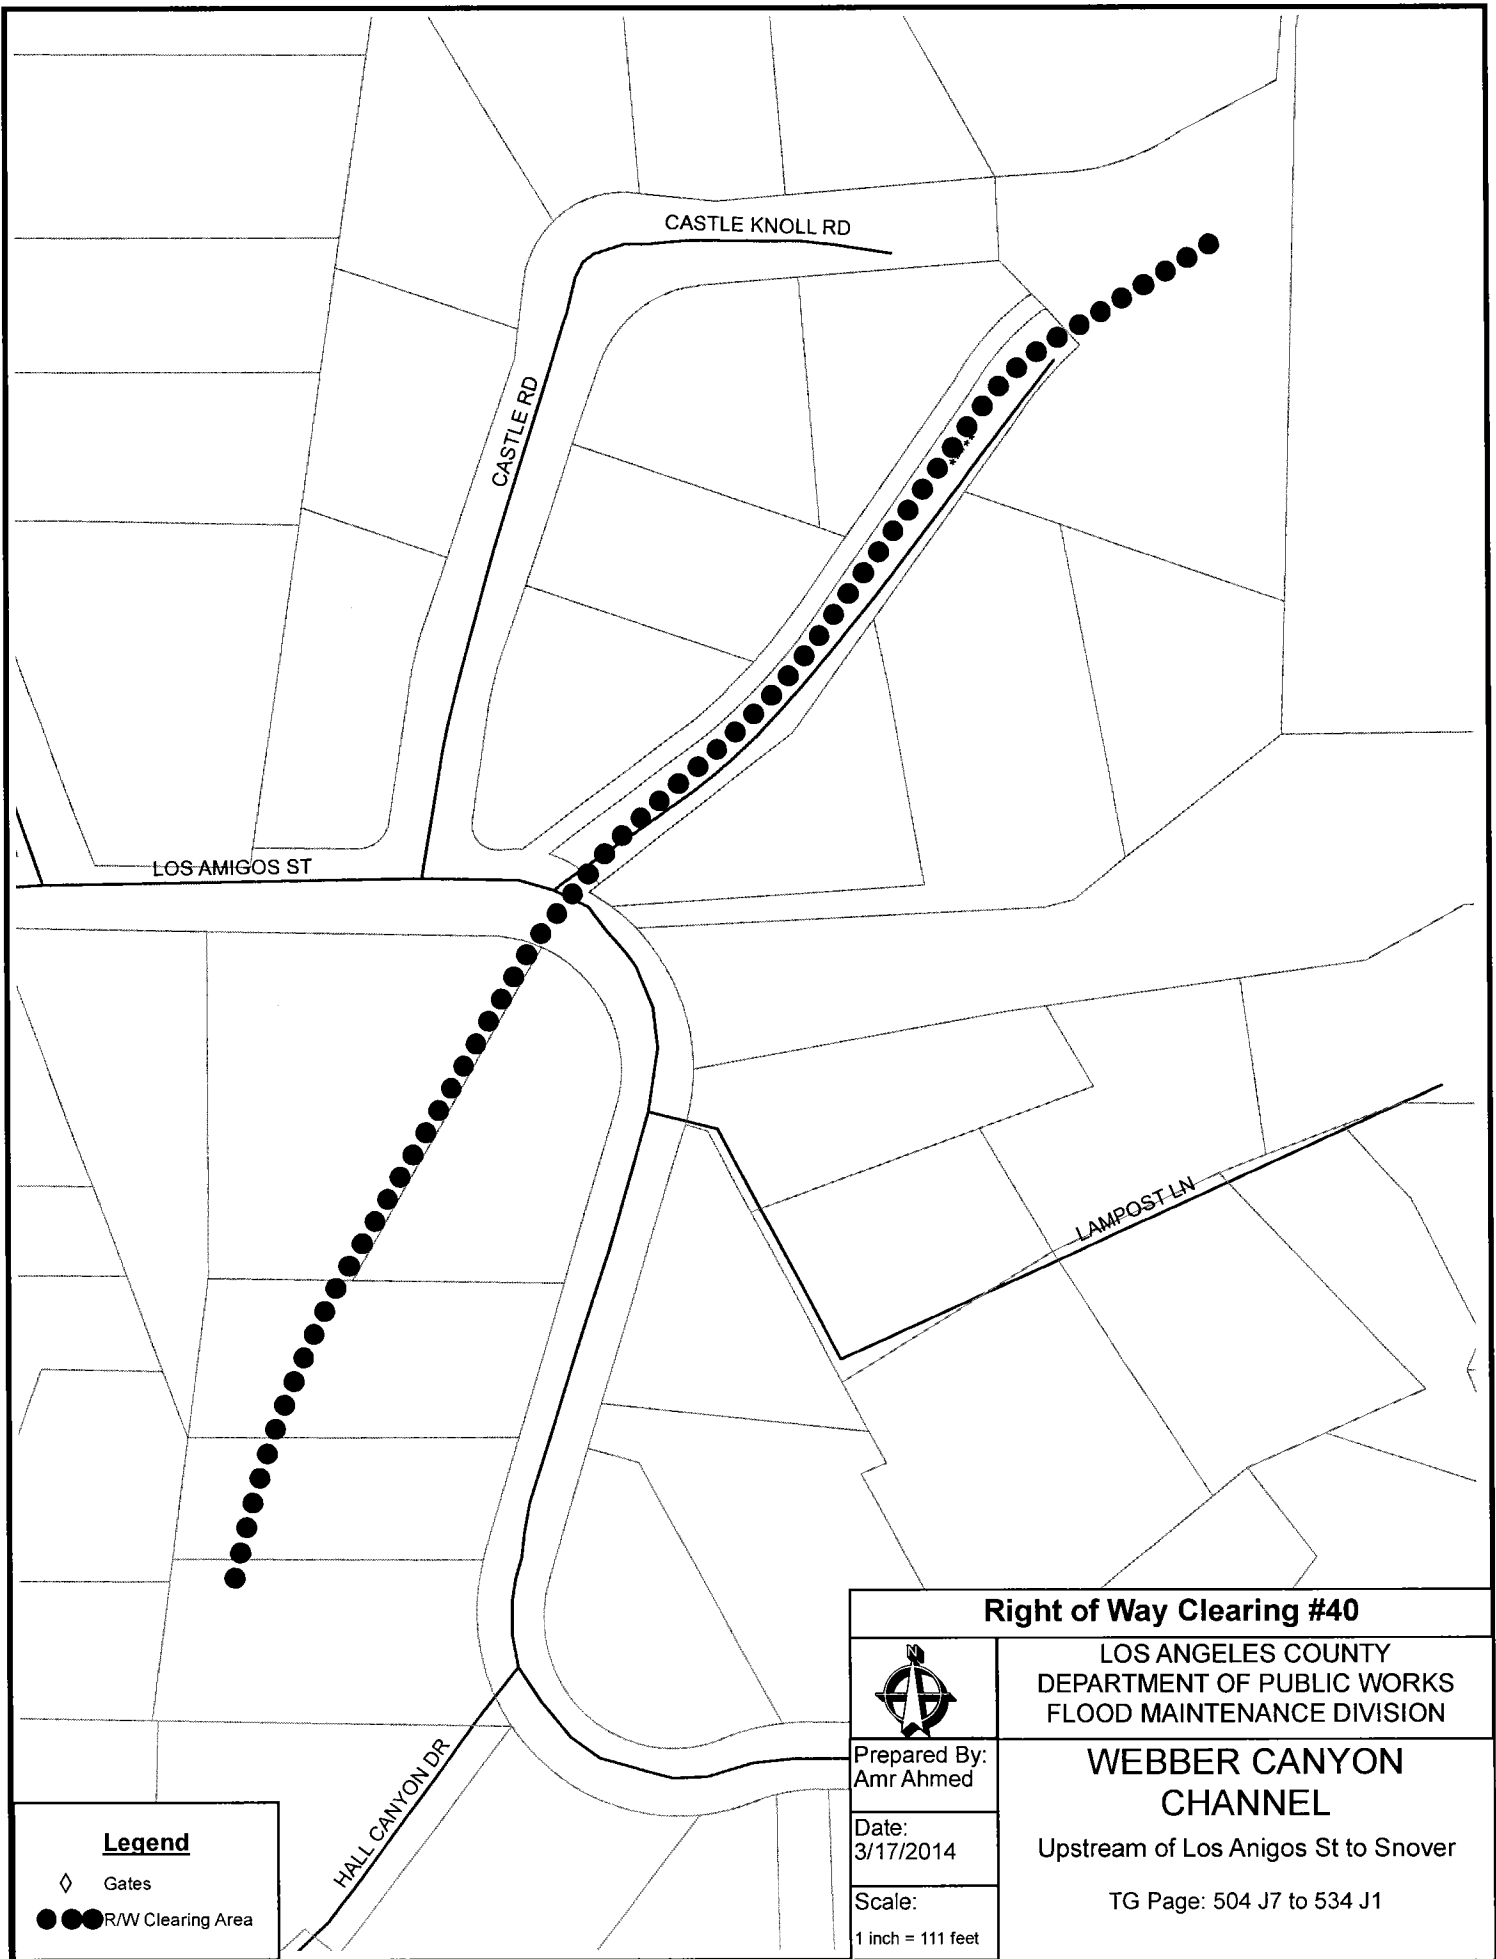 CASTLE KNOLL RD
CASTLE RD
LOS AMIGOS ST
LAMPOST LN
HALL CANYON DR
Legend
Gates
R/W Clearing Area
Right of Way Clearing #40
N
LOS ANGELES COUNTY
DEPARTMENT OF PUBLIC WORKS
FLOOD MAINTENANCE DIVISION
Prepared By:
Amr Ahmed
Date:
3/17/2014
Scale:
1 inch = 111 feet
WEBBER CANYON
CHANNEL
Upstream of Los Anigos St to Snover
TG Page: 504 J7 to 534 J1